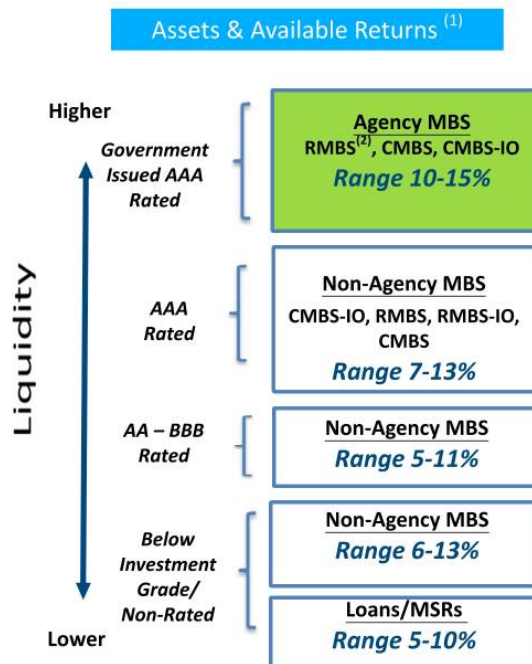 Assets & Available Returns (1)
Higher
Government
Issued AAA
Rated
Agency MBS
RMBS(2), CMBS, CMBS-IO
Range 10-15%
Liquidity
AAA
Rated
Non-Agency MBS
CMBS-IO, RMBS, RMBS-IO,
CMBS
Range 7-13%
AA – BBB
Rated
Non-Agency MBS
Range 5-11%
Below
Investment
Grade/
Non-Rated
Non-Agency MBS
Range 6-13%
Loans/MSRs
Range 5-10%
Lower